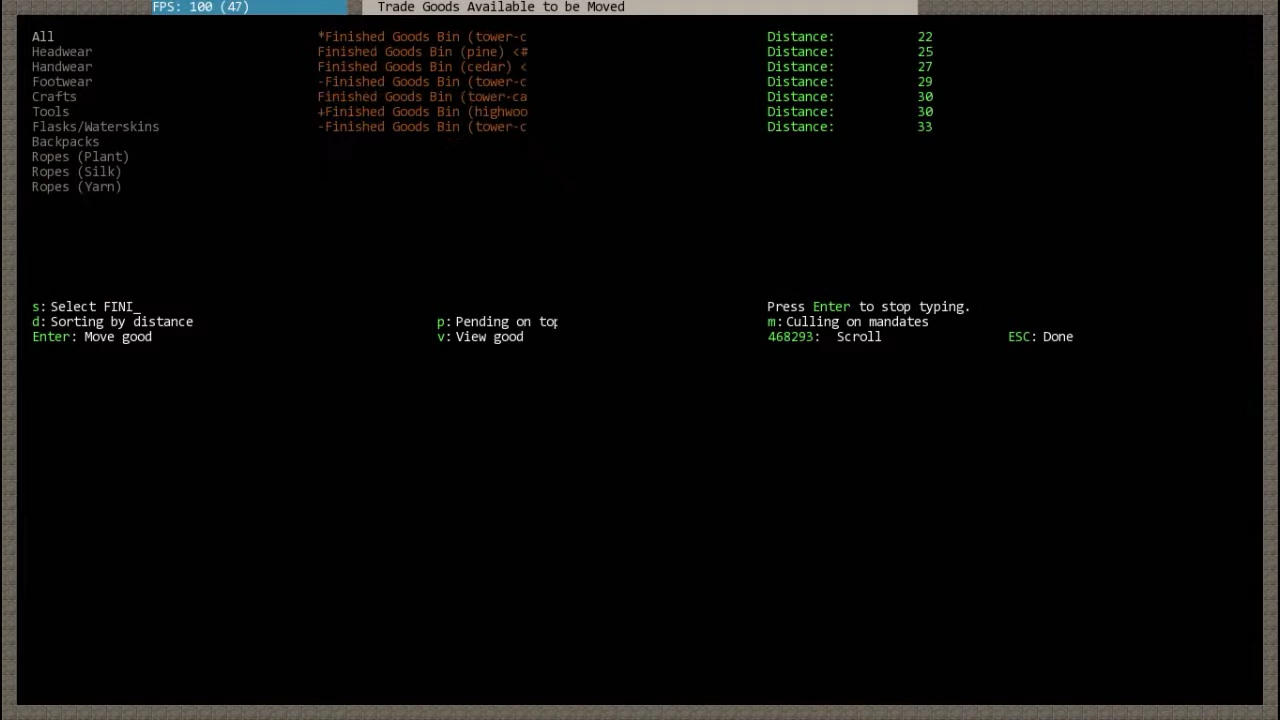 FPS: 100 (47) Trade Goods Available to be Moved
All *Finished Goods Bin (tower-c Distance: 22
Headwear Finished Goods Bin (pine) <# Distance: 25
Handwear Finished Goods Bin (cedar) < Distance: 27
Footwear -Finished Goods Bin (tower-c Distance: 29
Crafts Finished Goods Bin (tower-ca Distance: 30
Tools +Finished Goods Bin (highwoo Distance: 30
Flasks/Waterskins -Finished Goods Bin (tower-c Distance: 33
Backpacks
Ropes (Plant)
Ropes (Silk)
Ropes (Yarn)
s: Select FINI_ Press Enter to stop typing.
d: Sorting by distance p: Pending on top m: Culling on mandates
Enter: Move good v: View good 468293: Scroll ESC: Done